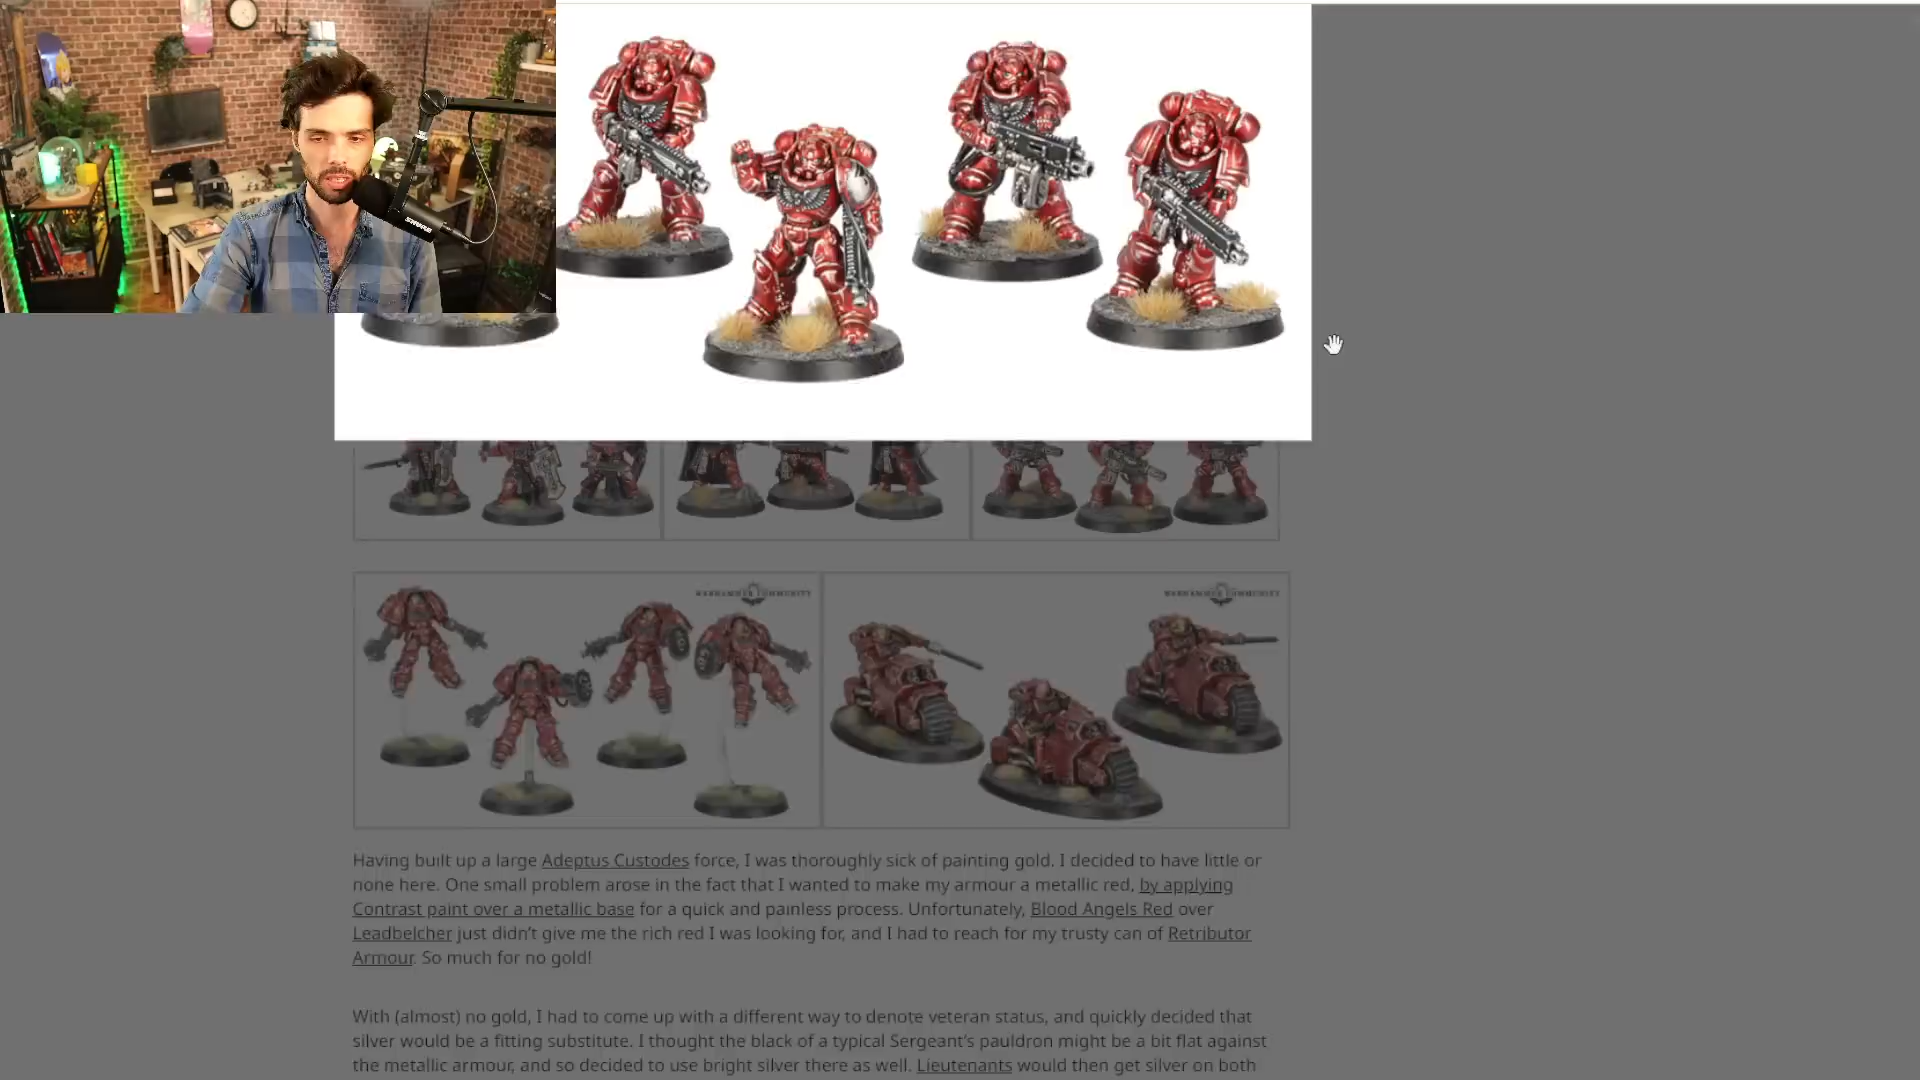 SHURE
WARHAMMER COMMUNITY
WARHAMMER COMMUNITY
Having built up a large Adeptus Custodes force, I was thoroughly sick of painting gold. I decided to have little or
none here. One small problem arose in the fact that I wanted to make my armour a metallic red, by applying
Contrast paint over a metallic base for a quick and painless process. Unfortunately, Blood Angels Red over
Leadbelcher just didn't give me the rich red I was looking for, and I had to reach for my trusty can of Retributor
Armour. So much for no gold!
With (almost) no gold, I had to come up with a different way to denote veteran status, and quickly decided that
silver would be a fitting substitute. I thought the black of a typical Sergeant's pauldron might be a bit flat against
the metallic armour, and so decided to use bright silver there as well. Lieutenants would then get silver on both